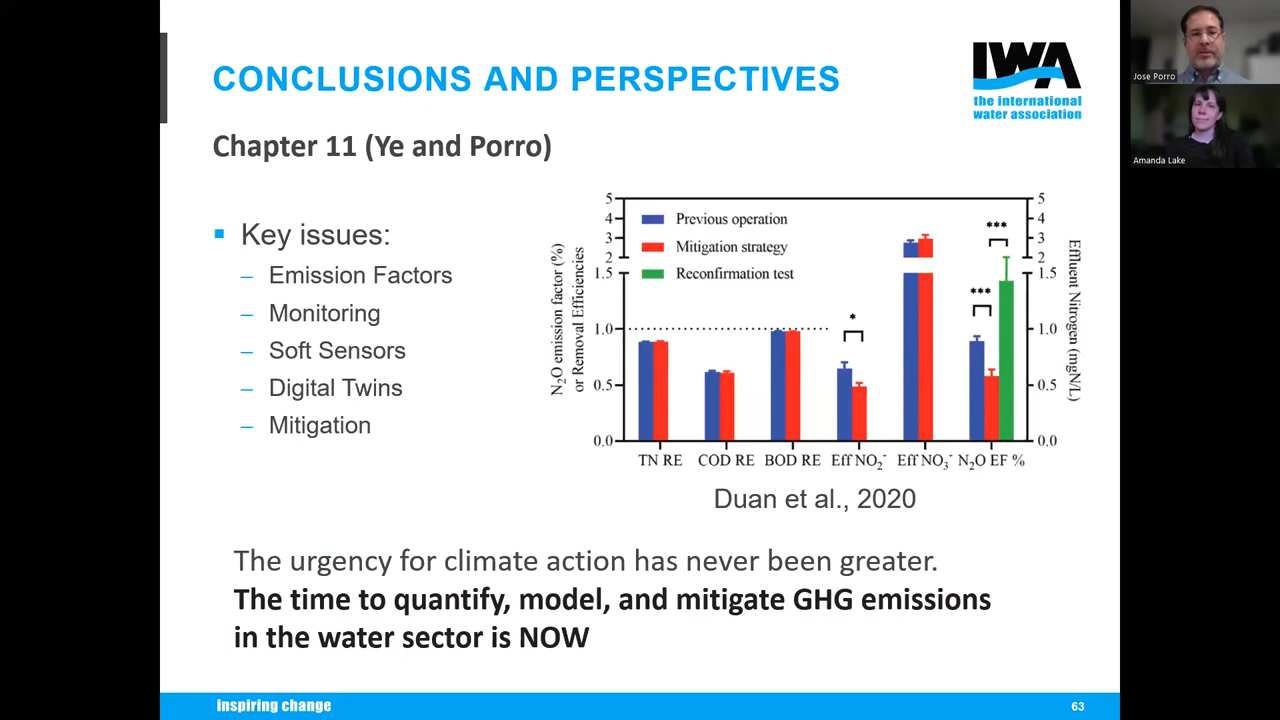 CONCLUSIONS AND PERSPECTIVES
IWA
the international
water association
Chapter 11 (Ye and Porro)
Key issues:
– Emission Factors
– Monitoring
– Soft Sensors
– Digital Twins
– Mitigation
N₂O emission factor (%)
or Removal Efficiencies
5
4
3
2
1.5
1.0
0.5
0.0
Previous operation
Mitigation strategy
Reconfirmation test
*
***
***
5
4
3
2
1.5
1.0
0.5
0.0
Effluent Nitrogen (mgN/L)
TN RE COD RE BOD RE Eff NO₂⁻ Eff NO₃⁻ N₂O EF %
Duan et al., 2020
The urgency for climate action has never been greater.
The time to quantify, model, and mitigate GHG emissions
in the water sector is NOW
inspiring change
63
Jose Porro
Amanda Lake